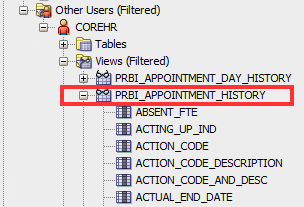 Other Users (Filtered)
COREHR
Tables
Views (Filtered)
PRBI_APPOINTMENT_DAY_HISTORY
PRBI_APPOINTMENT_HISTORY
ABSENT_FTE
ACTING_UP_IND
ACTION_CODE
ACTION_CODE_DESCRIPTION
ACTION_CODE_AND_DESC
ACTUAL_END_DATE